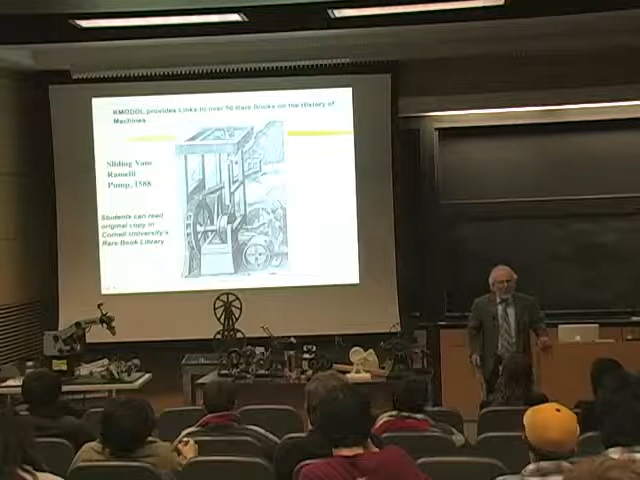 KMODDL provides Links to over 50 Rare Books on the History of
Machines
Sliding Vane
Ramelli
Pump, 1588
Students can read
original copy in
Cornell University's
Rare Book Library